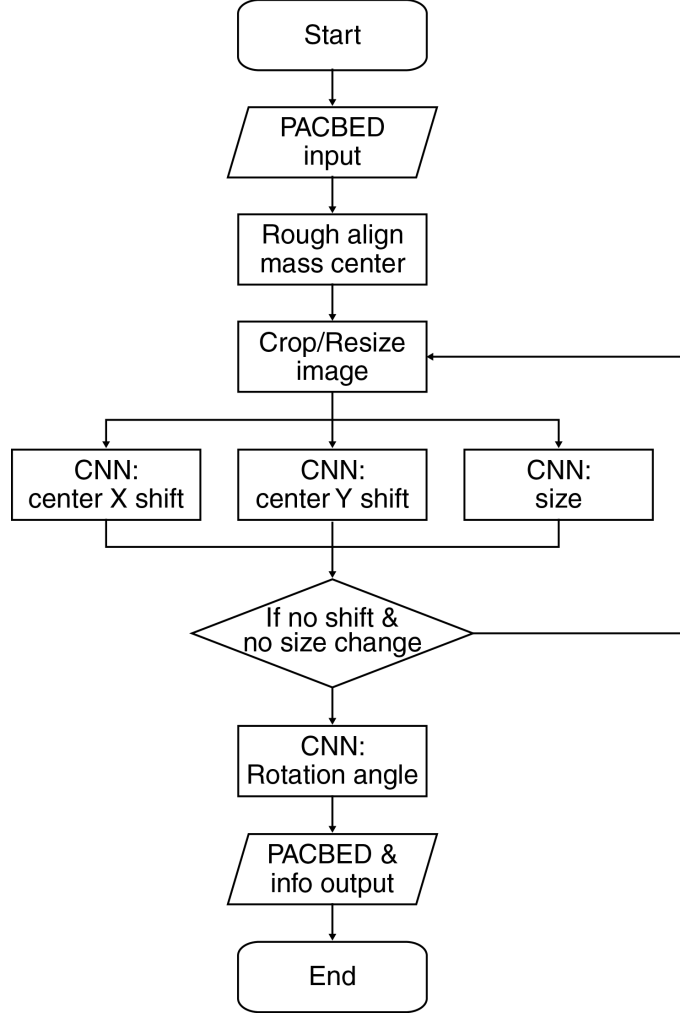 Start
PACBED
input
Rough align
mass center
Crop/Resize
image
CNN:
center X shift
CNN:
center Y shift
CNN:
size
If no shift &
no size change
CNN:
Rotation angle
PACBED &
info output
End